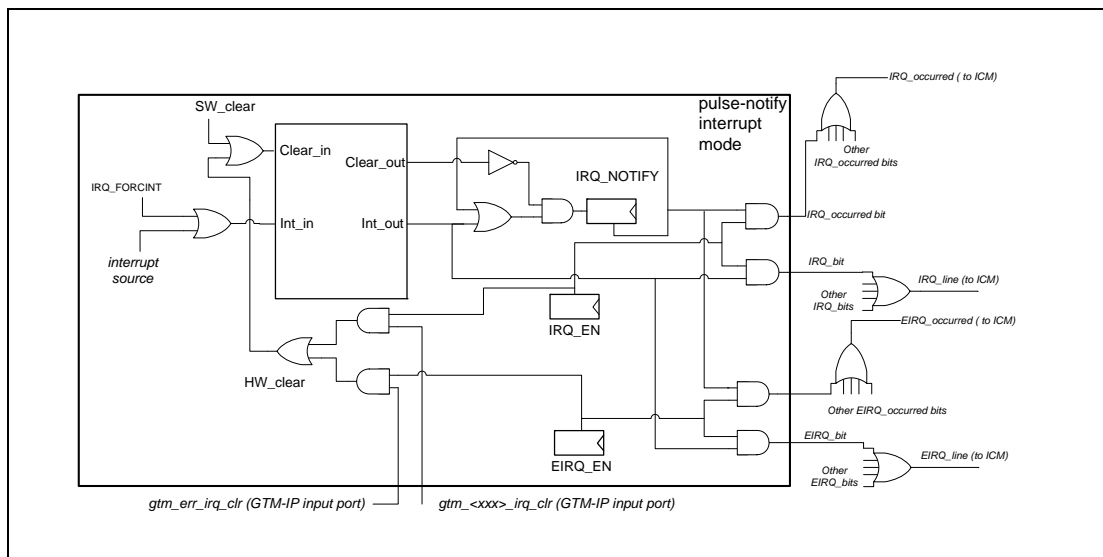 IRQ_occurred ( to ICM)
pulse-notify
interrupt
mode
SW_clear
Clear_in
Clear_out
Other
IRQ_occurred bits
IRQ_NOTIFY
IRQ_FORCINT
Int_in
Int_out
IRQ_occurred bit
interrupt
source
IRQ_bit
IRQ_line (to ICM)
Other
IRQ_bits
IRQ_EN
EIRQ_occurred ( to ICM)
HW_clear
Other EIRQ_occurred bits
EIRQ_bit
EIRQ_line (to ICM)
EIRQ_EN
Other
EIRQ_bits
gtm_err_irq_clr (GTM-IP input port)
gtm_<xxx>_irq_clr (GTM-IP input port)